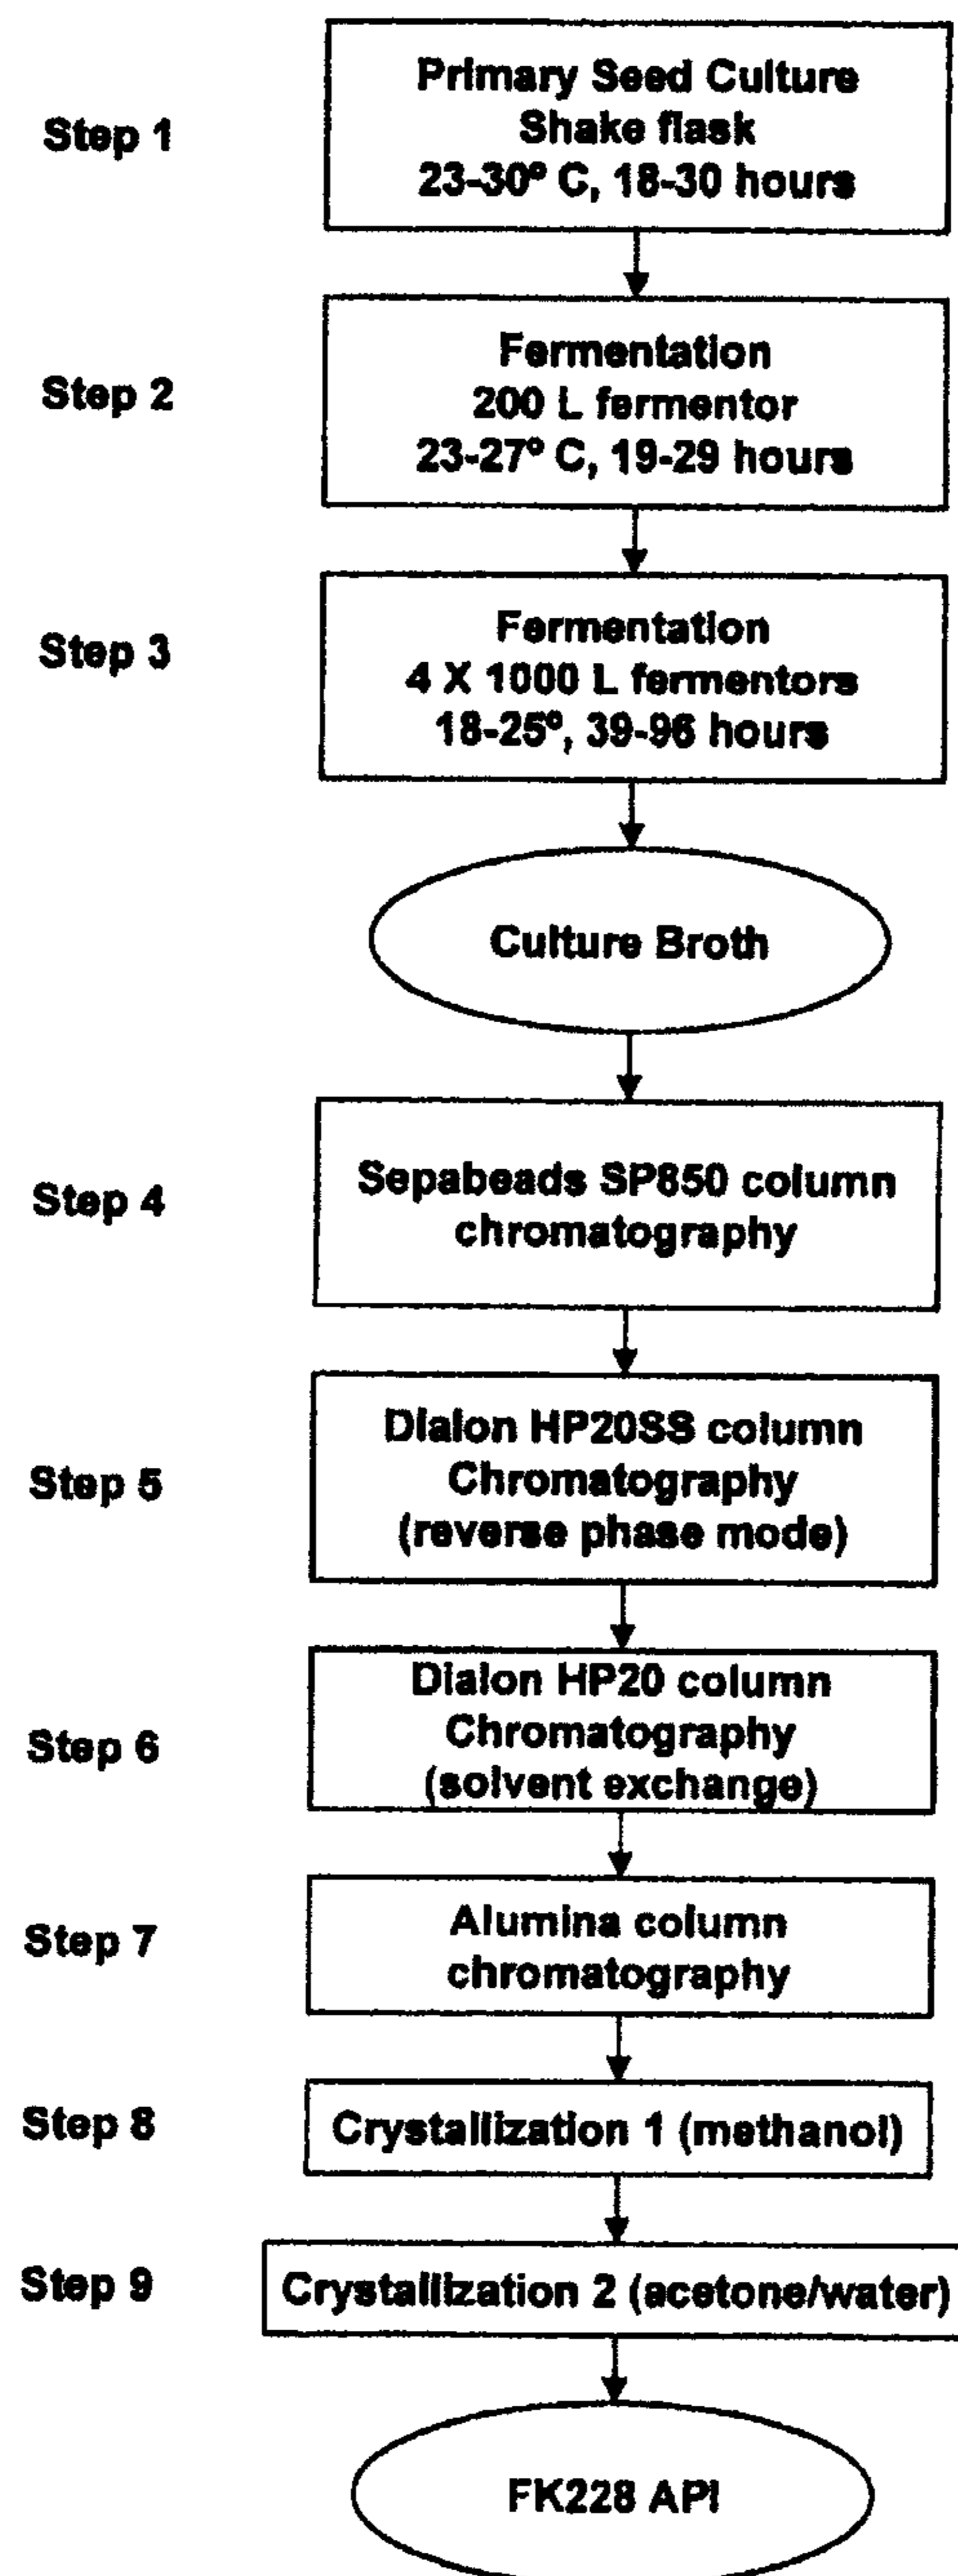 Step 1
Primary Seed Culture
Shake flask
23-30º C, 18-30 hours
Step 2
Fermentation
200 L fermentor
23-27º C, 19-29 hours
Step 3
Fermentation
4 X 1000 L fermentors
18-25º, 39-96 hours
Culture Broth
Step 4
Sepabeads SP850 column
chromatography
Step 5
Dialon HP20SS column
Chromatography
(reverse phase mode)
Step 6
Dialon HP20 column
Chromatography
(solvent exchange)
Step 7
Alumina column
chromatography
Step 8
Crystallization 1 (methanol)
Step 9
Crystallization 2 (acetone/water)
FK228 API